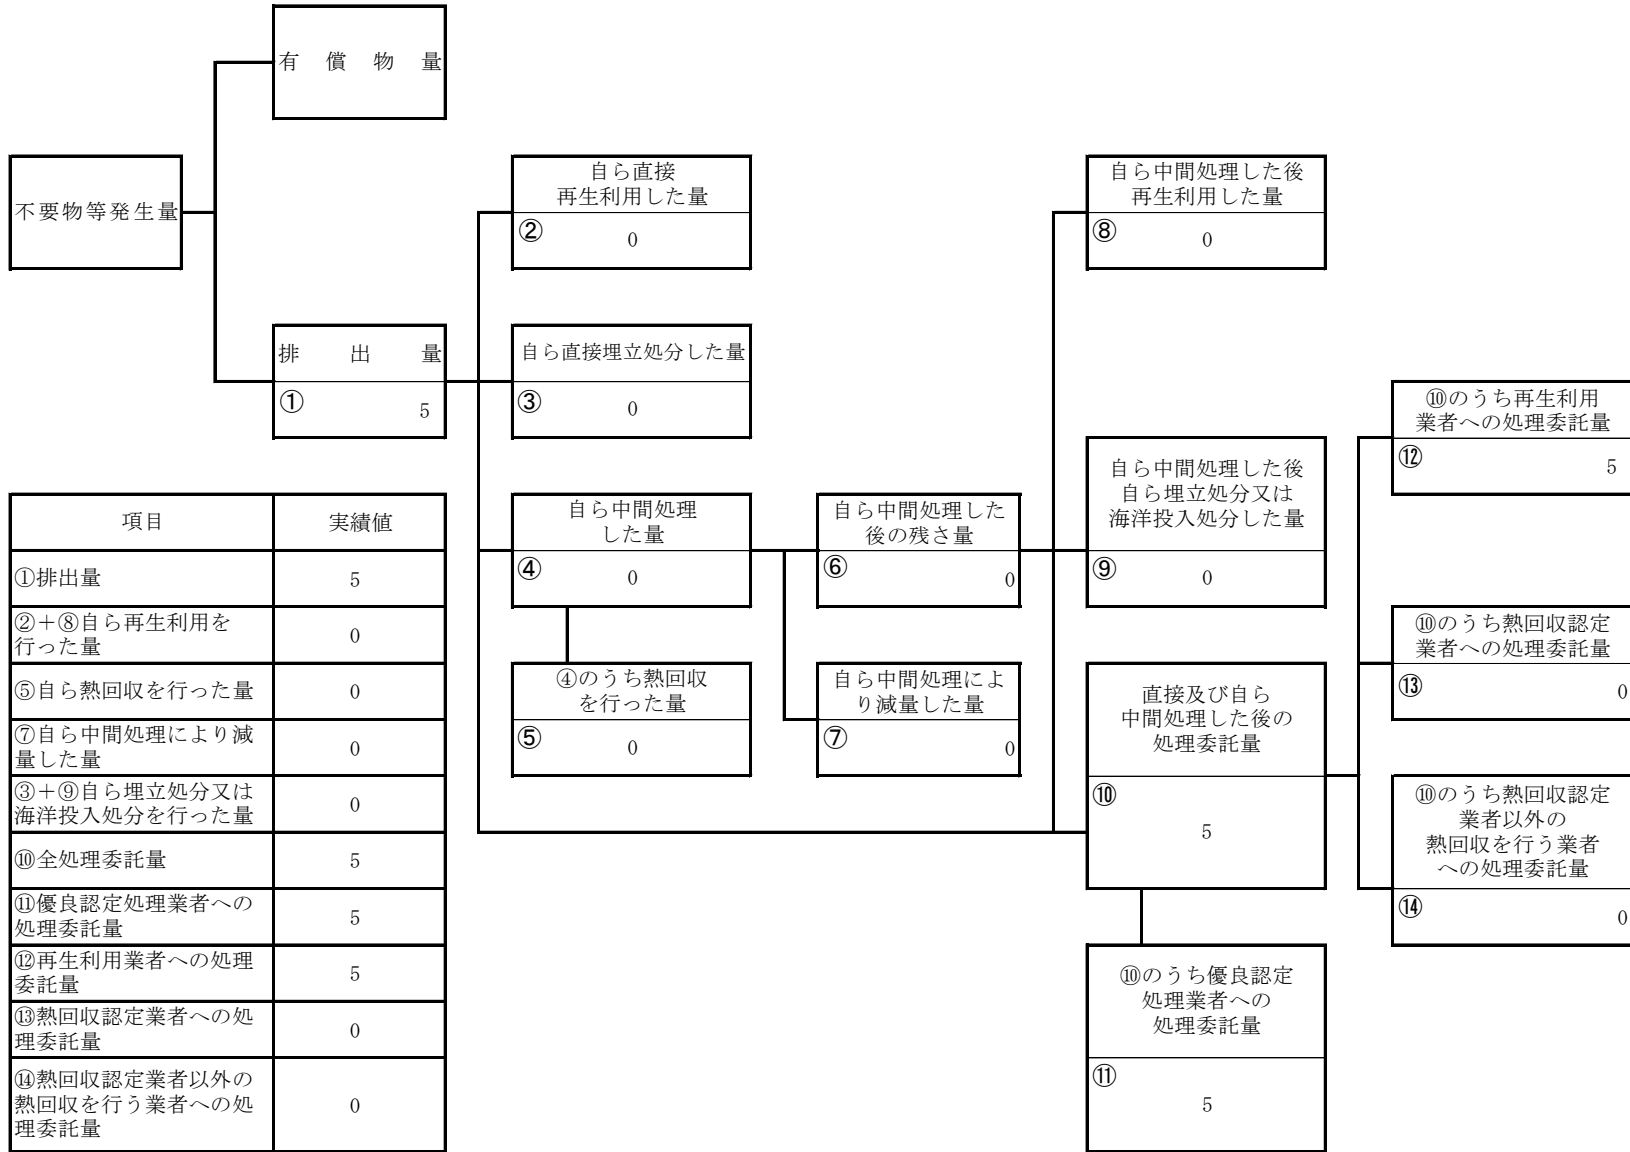 有償物量
不要物等発生量
排出量
① 5
自ら直接
再生利用した量
② 0
自ら直接埋立処分した量
③ 0
自ら中間処理
した量
④ 0
④のうち熱回収
を行った量
⑤ 0
自ら中間処理した
後の残さ量
⑥ 0
自ら中間処理によ
り減量した量
⑦ 0
自ら中間処理した後
再生利用した量
⑧ 0
自ら中間処理した後
自ら埋立処分又は
海洋投入処分した量
⑨ 0
直接及び自ら
中間処理した後の
処理委託量
⑩
5
⑩のうち優良認定
処理業者への
処理委託量
⑪
5
⑩のうち再生利用
業者への処理委託量
⑫ 5
⑩のうち熱回収認定
業者への処理委託量
⑬ 0
⑩のうち熱回収認定
業者以外の
熱回収を行う業者
への処理委託量
⑭ 0
項目 実績値
①排出量 5
②＋⑧自ら再生利用を
行った量 0
⑤自ら熱回収を行った量 0
⑦自ら中間処理により減
量した量 0
③＋⑨自ら埋立処分又は
海洋投入処分を行った量 0
⑩全処理委託量 5
⑪優良認定処理業者への
処理委託量 5
⑫再生利用業者への処理
委託量 5
⑬熱回収認定業者への処
理委託量 0
⑭熱回収認定業者以外の
熱回収を行う業者への処
理委託量 0